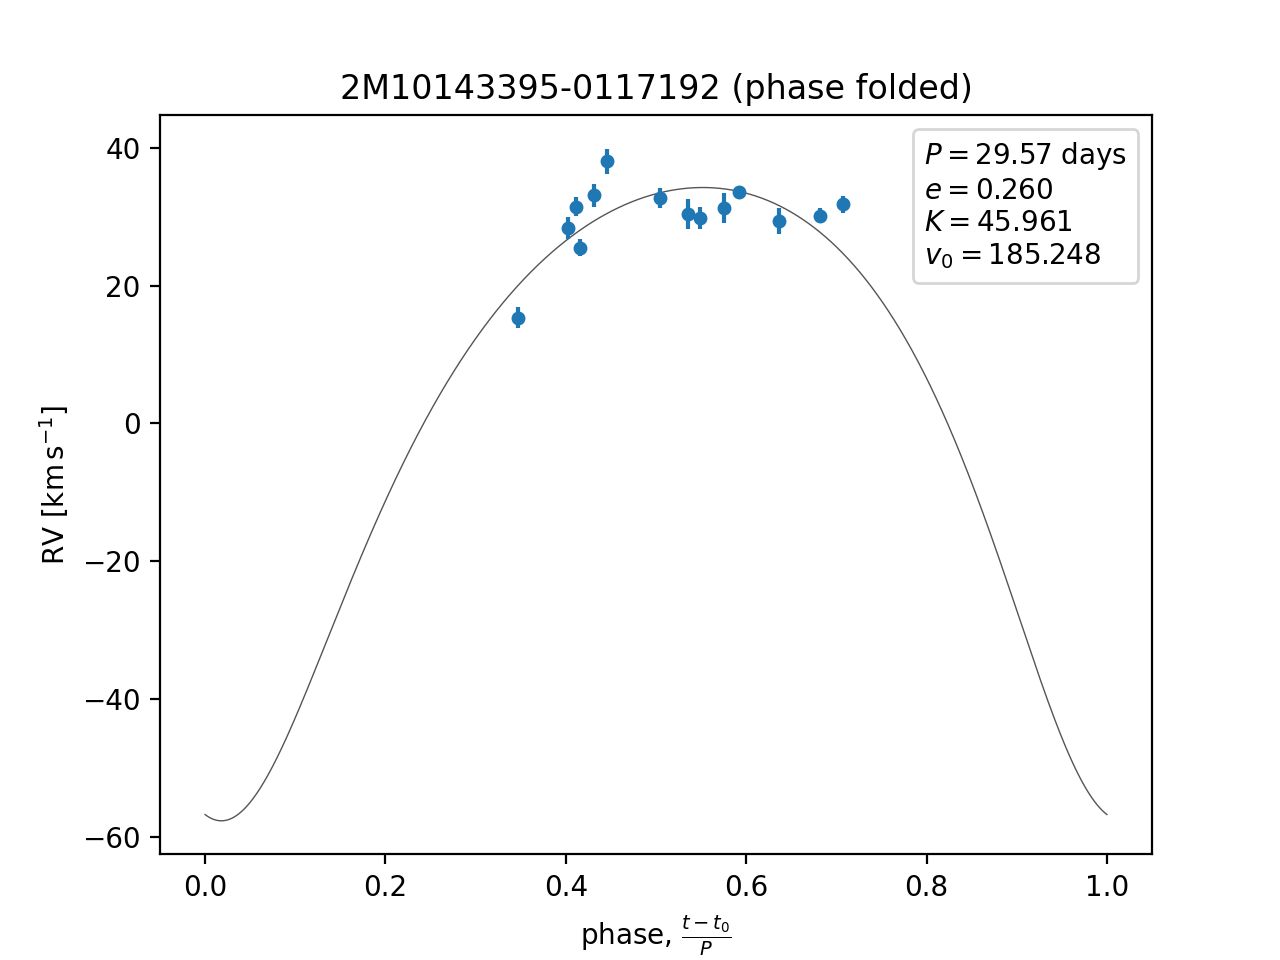 2M10143395-0117192 (phase folded)
P = 29.57 days
e = 0.260
K = 45.961
v₀ = 185.248
40
20
0
−20
−40
−60
RV [km s⁻¹]
0.0 0.2 0.4 0.6 0.8 1.0
phase, (t − t₀)/P